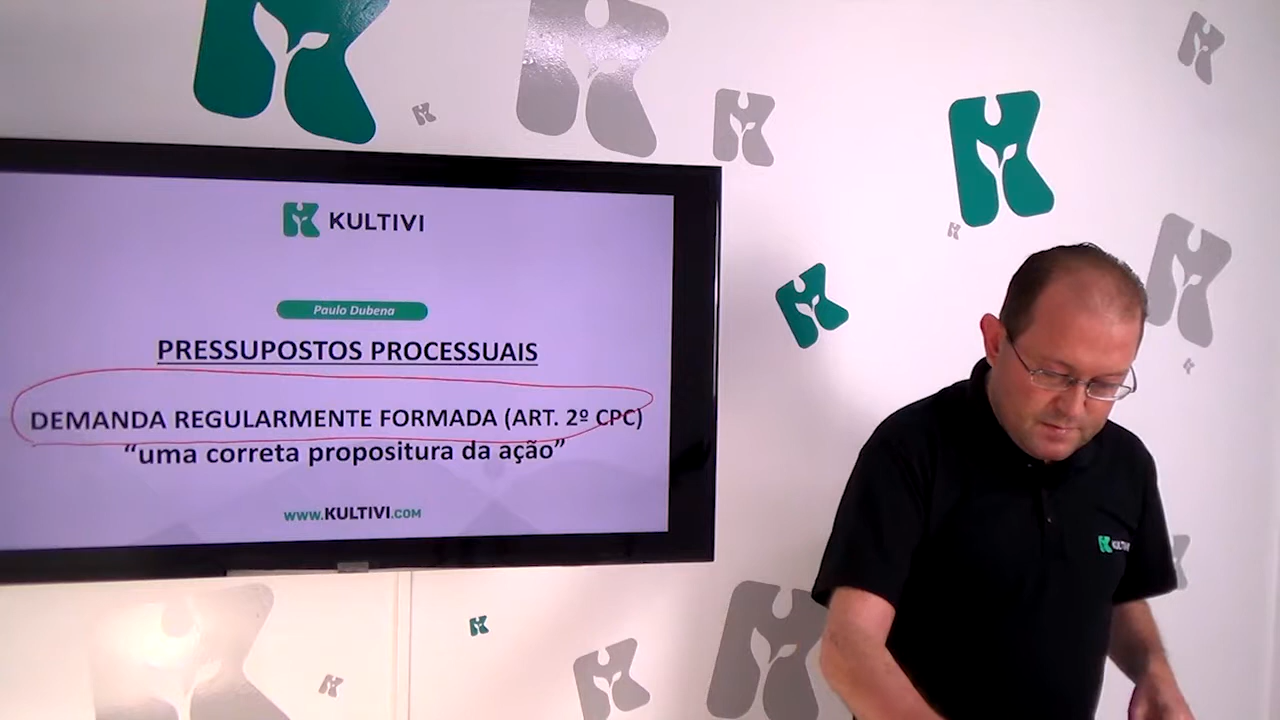 KULTIVI
Paulo Dubena
PRESSUPOSTOS PROCESSUAIS
DEMANDA REGULARMENTE FORMADA (ART. 2º CPC)
“uma correta propositura da ação”
WWW.KULTIVI.COM
KULTIVI